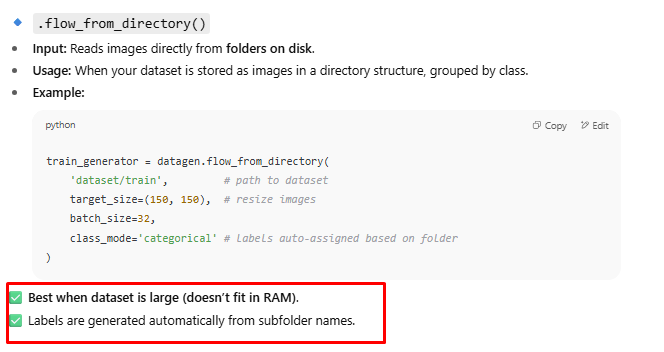 .flow_from_directory()
Input: Reads images directly from folders on disk.
Usage: When your dataset is stored as images in a directory structure, grouped by class.
Example:
python
Copy
Edit
train_generator = datagen.flow_from_directory(
    'dataset/train',         # path to dataset
    target_size=(150, 150),  # resize images
    batch_size=32,
    class_mode='categorical' # labels auto-assigned based on folder
)
✅ Best when dataset is large (doesn’t fit in RAM).
✅ Labels are generated automatically from subfolder names.